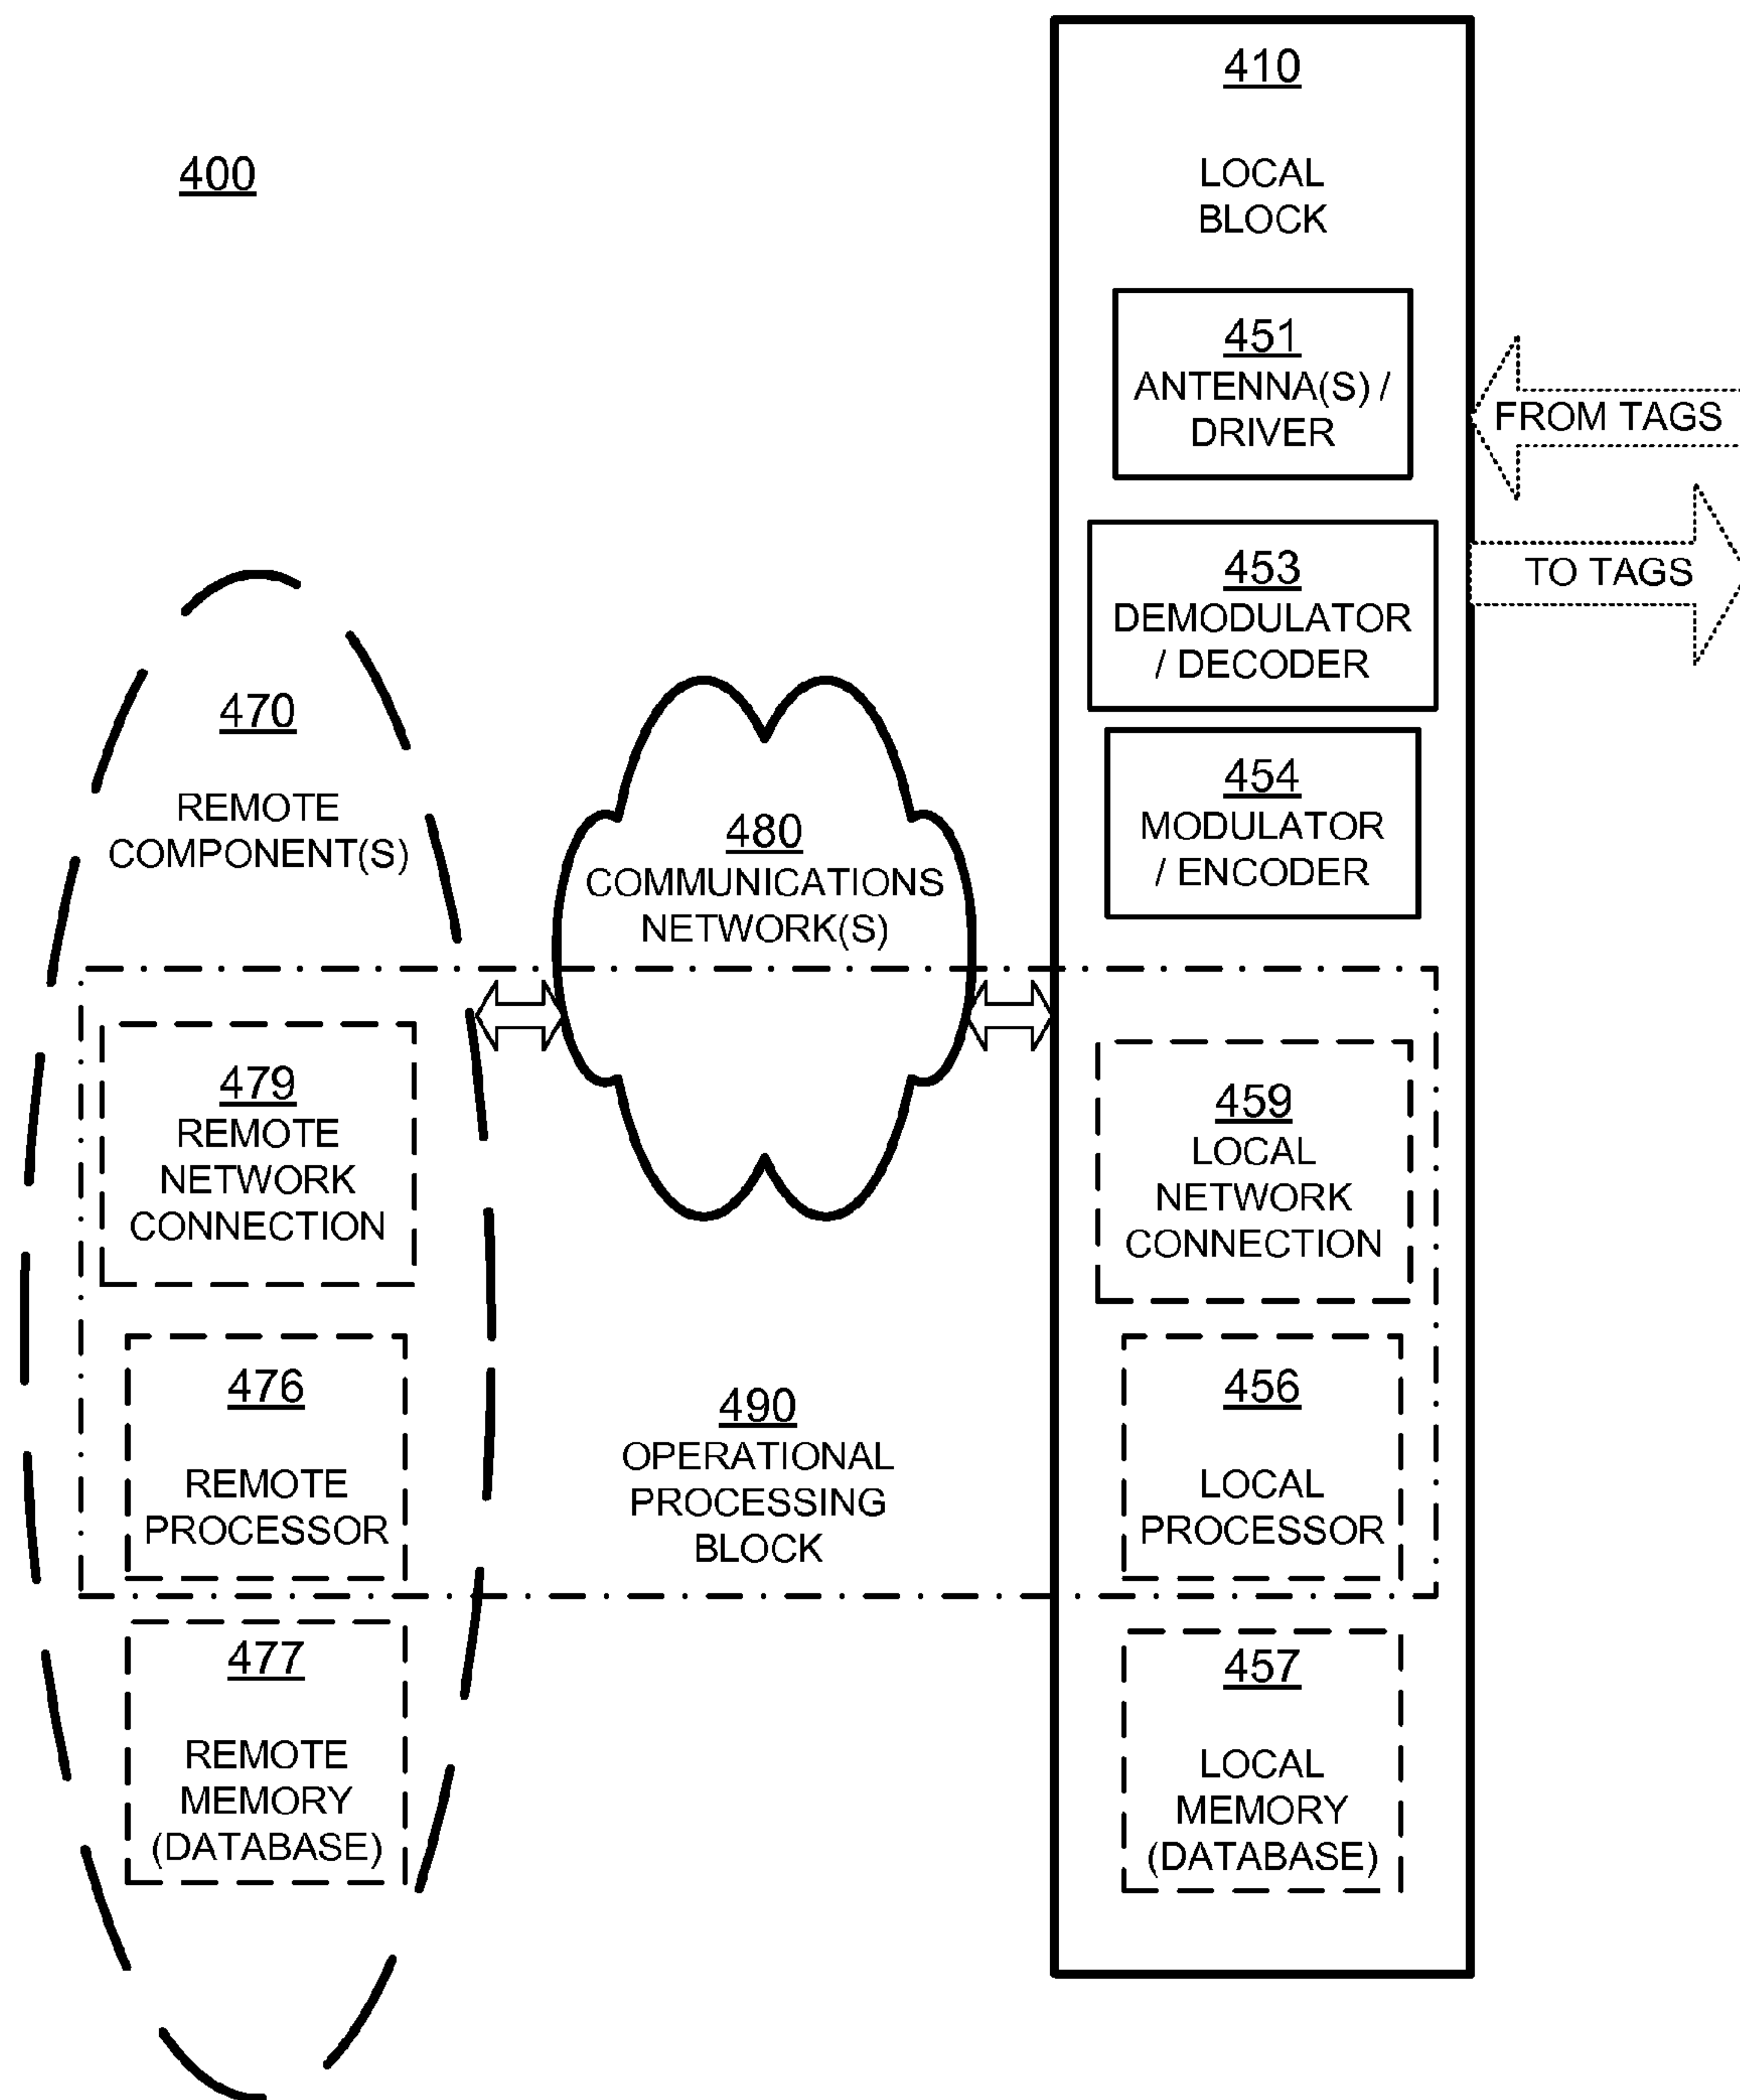 400
410
LOCAL
BLOCK
451
ANTENNA(S) /
DRIVER
FROM TAGS
453
DEMODULATOR
/ DECODER
TO TAGS
454
MODULATOR
/ ENCODER
470
REMOTE
COMPONENT(S)
480
COMMUNICATIONS
NETWORK(S)
479
REMOTE
NETWORK
CONNECTION
459
LOCAL
NETWORK
CONNECTION
476
REMOTE
PROCESSOR
490
OPERATIONAL
PROCESSING
BLOCK
456
LOCAL
PROCESSOR
477
REMOTE
MEMORY
(DATABASE)
457
LOCAL
MEMORY
(DATABASE)